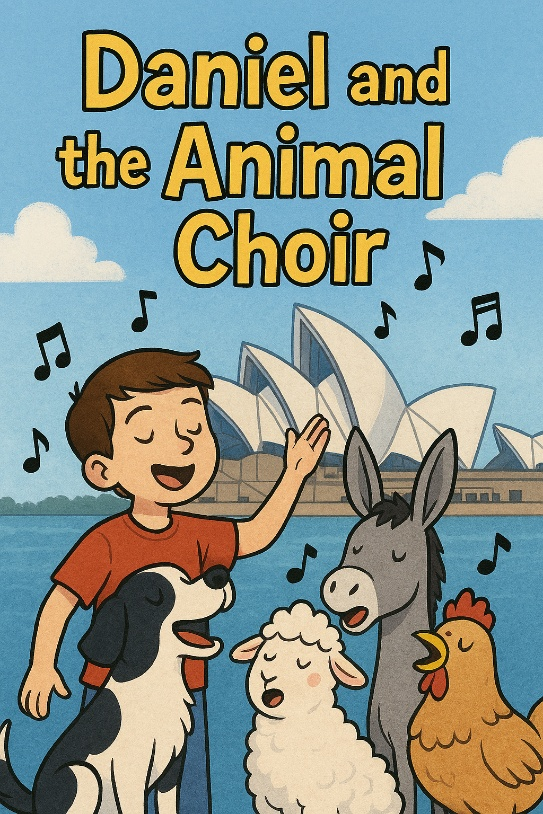 Daniel and
the Animal
Choir